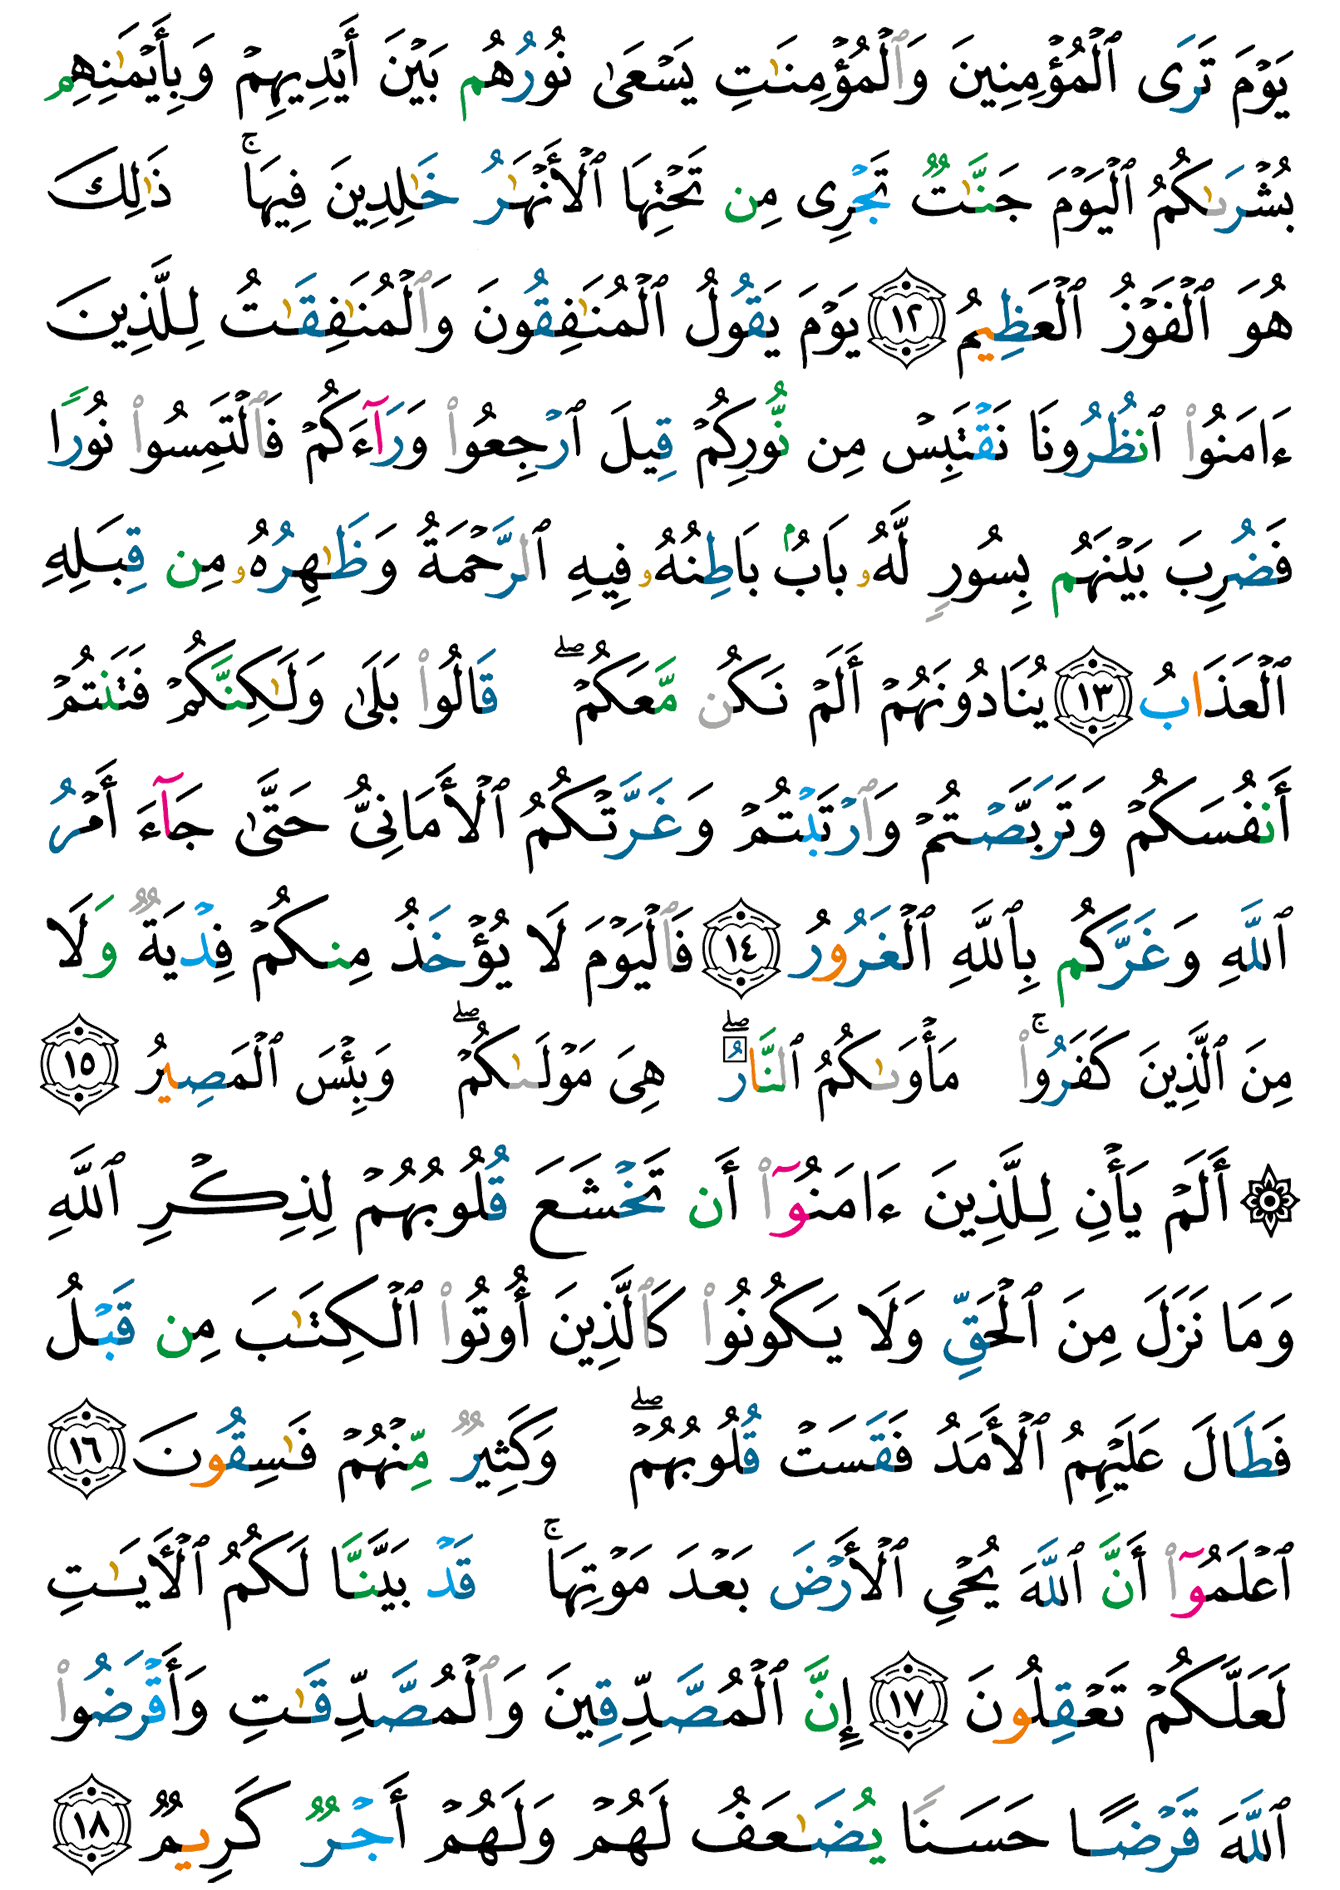 يَوْمَ تَرَى ٱلْمُؤْمِنِينَ وَٱلْمُؤْمِنَـٰتِ يَسْعَىٰ نُورُهُم بَيْنَ أَيْدِيهِمْ وَبِأَيْمَـٰنِهِم
بُشْرَىٰكُمُ ٱلْيَوْمَ جَنَّـٰتٌ تَجْرِى مِن تَحْتِهَا ٱلْأَنْهَـٰرُ خَـٰلِدِينَ فِيهَا ۚ ذَٰلِكَ
هُوَ ٱلْفَوْزُ ٱلْعَظِيمُ ١٢ يَوْمَ يَقُولُ ٱلْمُنَـٰفِقُونَ وَٱلْمُنَـٰفِقَـٰتُ لِلَّذِينَ
ءَامَنُوا۟ ٱنظُرُونَا نَقْتَبِسْ مِن نُّورِكُمْ قِيلَ ٱرْجِعُوا۟ وَرَآءَكُمْ فَٱلْتَمِسُوا۟ نُورًا
فَضُرِبَ بَيْنَهُم بِسُورٍ لَّهُۥ بَابٌۢ بَاطِنُهُۥ فِيهِ ٱلرَّحْمَةُ وَظَـٰهِرُهُۥ مِن قِبَلِهِ
ٱلْعَذَابُ ١٣ يُنَادُونَهُمْ أَلَمْ نَكُن مَّعَكُمْ ۖ قَالُوا۟ بَلَىٰ وَلَـٰكِنَّكُمْ فَتَنتُمْ
أَنفُسَكُمْ وَتَرَبَّصْتُمْ وَٱرْتَبْتُمْ وَغَرَّتْكُمُ ٱلْأَمَانِىُّ حَتَّىٰ جَآءَ أَمْرُ
ٱللَّهِ وَغَرَّكُم بِٱللَّهِ ٱلْغَرُورُ ١٤ فَٱلْيَوْمَ لَا يُؤْخَذُ مِنكُمْ فِدْيَةٌ وَلَا
مِنَ ٱلَّذِينَ كَفَرُوا۟ ۚ مَأْوَىٰكُمُ ٱلنَّارُ ۖ هِىَ مَوْلَىٰكُمْ ۖ وَبِئْسَ ٱلْمَصِيرُ ١٥
۞ أَلَمْ يَأْنِ لِلَّذِينَ ءَامَنُوٓا۟ أَن تَخْشَعَ قُلُوبُهُمْ لِذِكْرِ ٱللَّهِ
وَمَا نَزَلَ مِنَ ٱلْحَقِّ وَلَا يَكُونُوا۟ كَٱلَّذِينَ أُوتُوا۟ ٱلْكِتَـٰبَ مِن قَبْلُ
فَطَالَ عَلَيْهِمُ ٱلْأَمَدُ فَقَسَتْ قُلُوبُهُمْ ۖ وَكَثِيرٌ مِّنْهُمْ فَـٰسِقُونَ ١٦
ٱعْلَمُوٓا۟ أَنَّ ٱللَّهَ يُحْىِ ٱلْأَرْضَ بَعْدَ مَوْتِهَا ۚ قَدْ بَيَّنَّا لَكُمُ ٱلْـَٔايَـٰتِ
لَعَلَّكُمْ تَعْقِلُونَ ١٧ إِنَّ ٱلْمُصَّدِّقِينَ وَٱلْمُصَّدِّقَـٰتِ وَأَقْرَضُوا۟
ٱللَّهَ قَرْضًا حَسَنًا يُضَـٰعَفُ لَهُمْ وَلَهُمْ أَجْرٌ كَرِيمٌ ١٨